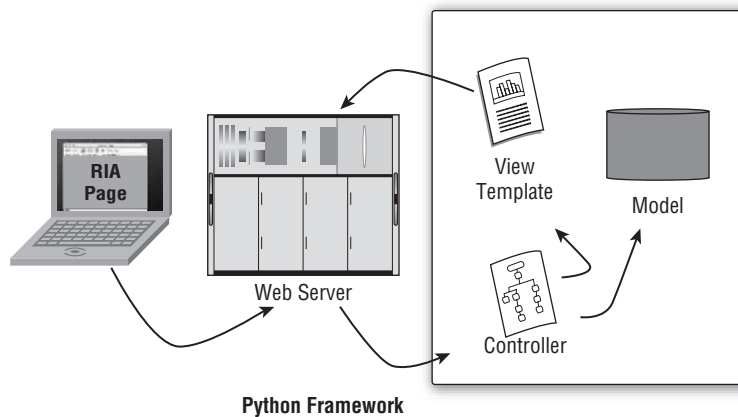 RIA
Page
Web Server
View
Template
Model
Controller
Python Framework